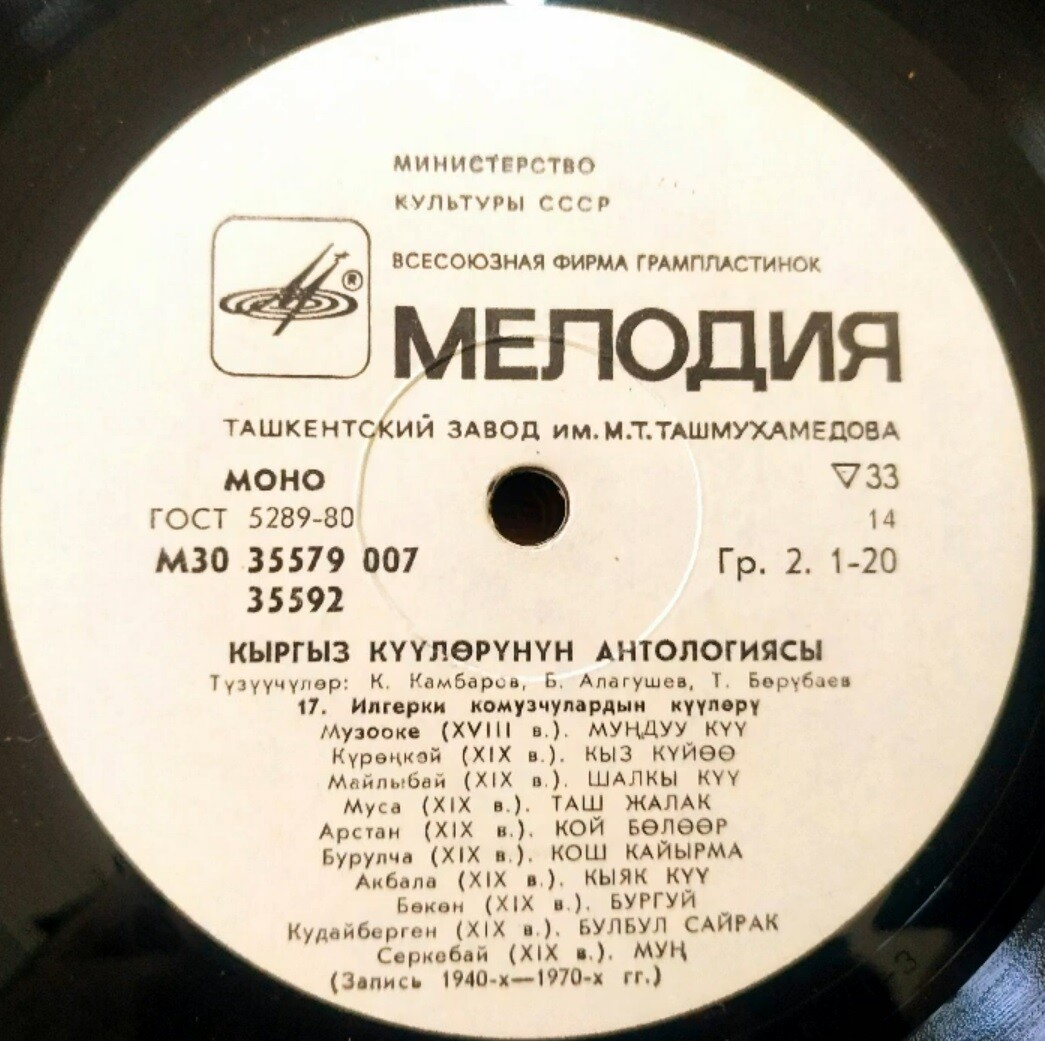 МИНИСТЕРСТВО
КУЛЬТУРЫ СССР
ВСЕСОЮЗНАЯ ФИРМА ГРАМПЛАСТИНОК
®
МЕЛОДИЯ
ТАШКЕНТСКИЙ ЗАВОД им. М.Т. ТАШМУХАМЕДОВА
МОНО ▽33
ГОСТ 5289-80 14
М30 35579 007 Гр. 2. 1-20
35592
КЫРГЫЗ КҮҮЛӨРҮНҮН АНТОЛОГИЯСЫ
Түзүүчүлөр: К. Камбаров, Б. Алагушев, Т. Бөрүбаев
17. Илгерки комузчулардын күүлөрү
Музооке (XVIII в.). МУҢДУУ КҮҮ
Күрөңкөй (XIX в.). КЫЗ КҮЙӨӨ
Майлыбай (XIX в.). ШАЛКЫ КҮҮ
Муса (XIX в.). ТАШ ЖАЛАК
Арстан (XIX в.). КОЙ БӨЛӨӨР
Бурулча (XIX в.). КОШ КАЙЫРМА
Акбала (XIX в.). КЫЯК КҮҮ
Бөкөн (XIX в.). БУРГУЙ
Кудайберген (XIX в.). БУЛБУЛ САЙРАК
Серкебай (XIX в.). МУҢ
(Запись 1940-х—1970-х гг.)